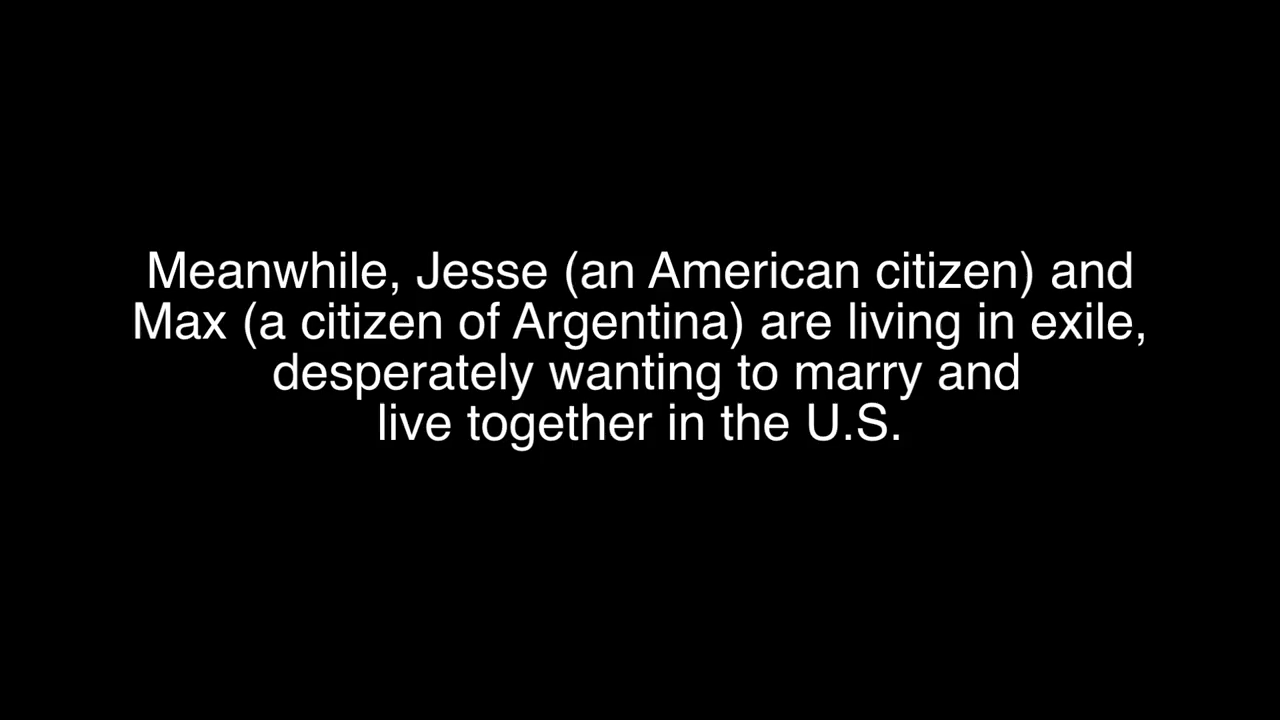 Meanwhile, Jesse (an American citizen) and
Max (a citizen of Argentina) are living in exile,
desperately wanting to marry and
live together in the U.S.